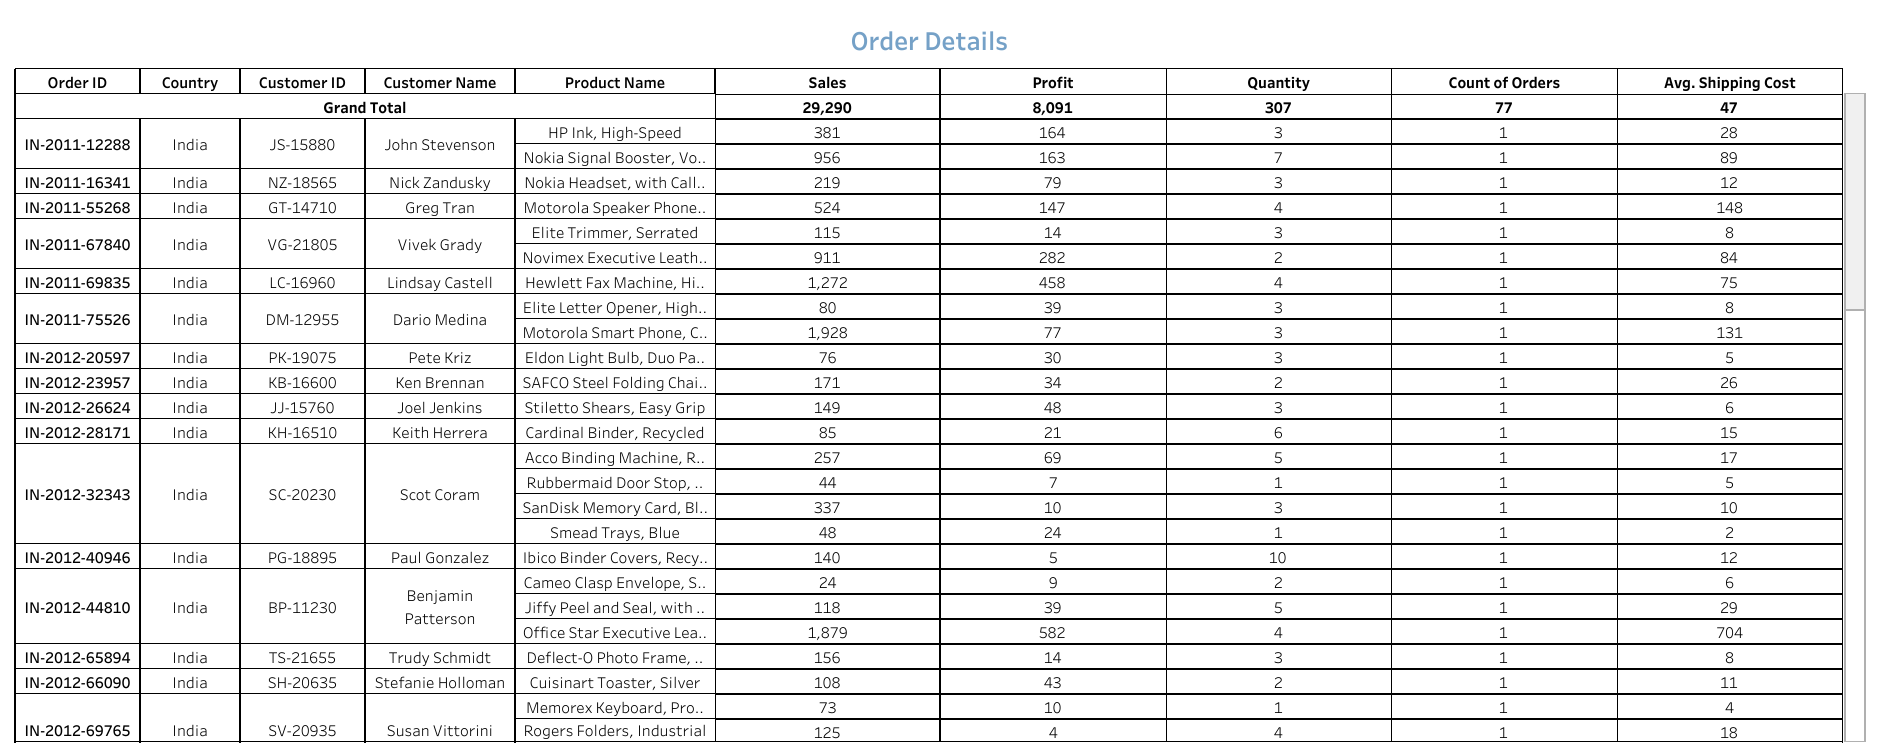 Order Details
Order ID Country Customer ID Customer Name Product Name Sales Profit Quantity Count of Orders Avg. Shipping Cost
Grand Total 29,290 8,091 307 77 47
IN-2011-12288 India JS-15880 John Stevenson HP Ink, High-Speed 381 164 3 1 28
Nokia Signal Booster, Vo.. 956 163 7 1 89
IN-2011-16341 India NZ-18565 Nick Zandusky Nokia Headset, with Call.. 219 79 3 1 12
IN-2011-55268 India GT-14710 Greg Tran Motorola Speaker Phone.. 524 147 4 1 148
IN-2011-67840 India VG-21805 Vivek Grady Elite Trimmer, Serrated 115 14 3 1 8
Novimex Executive Leath.. 911 282 2 1 84
IN-2011-69835 India LC-16960 Lindsay Castell Hewlett Fax Machine, Hi.. 1,272 458 4 1 75
IN-2011-75526 India DM-12955 Dario Medina Elite Letter Opener, High.. 80 39 3 1 8
Motorola Smart Phone, C.. 1,928 77 3 1 131
IN-2012-20597 India PK-19075 Pete Kriz Eldon Light Bulb, Duo Pa.. 76 30 3 1 5
IN-2012-23957 India KB-16600 Ken Brennan SAFCO Steel Folding Chai.. 171 34 2 1 26
IN-2012-26624 India JJ-15760 Joel Jenkins Stiletto Shears, Easy Grip 149 48 3 1 6
IN-2012-28171 India KH-16510 Keith Herrera Cardinal Binder, Recycled 85 21 6 1 15
IN-2012-32343 India SC-20230 Scot Coram Acco Binding Machine, R.. 257 69 5 1 17
Rubbermaid Door Stop, .. 44 7 1 1 5
SanDisk Memory Card, Bl.. 337 10 3 1 10
Smead Trays, Blue 48 24 1 1 2
IN-2012-40946 India PG-18895 Paul Gonzalez Ibico Binder Covers, Recy.. 140 5 10 1 12
IN-2012-44810 India BP-11230 Benjamin Patterson Cameo Clasp Envelope, S.. 24 9 2 1 6
Jiffy Peel and Seal, with .. 118 39 5 1 29
Office Star Executive Lea.. 1,879 582 4 1 704
IN-2012-65894 India TS-21655 Trudy Schmidt Deflect-O Photo Frame, .. 156 14 3 1 8
IN-2012-66090 India SH-20635 Stefanie Holloman Cuisinart Toaster, Silver 108 43 2 1 11
IN-2012-69765 India SV-20935 Susan Vittorini Memorex Keyboard, Pro.. 73 10 1 1 4
Rogers Folders, Industrial 125 4 4 1 18